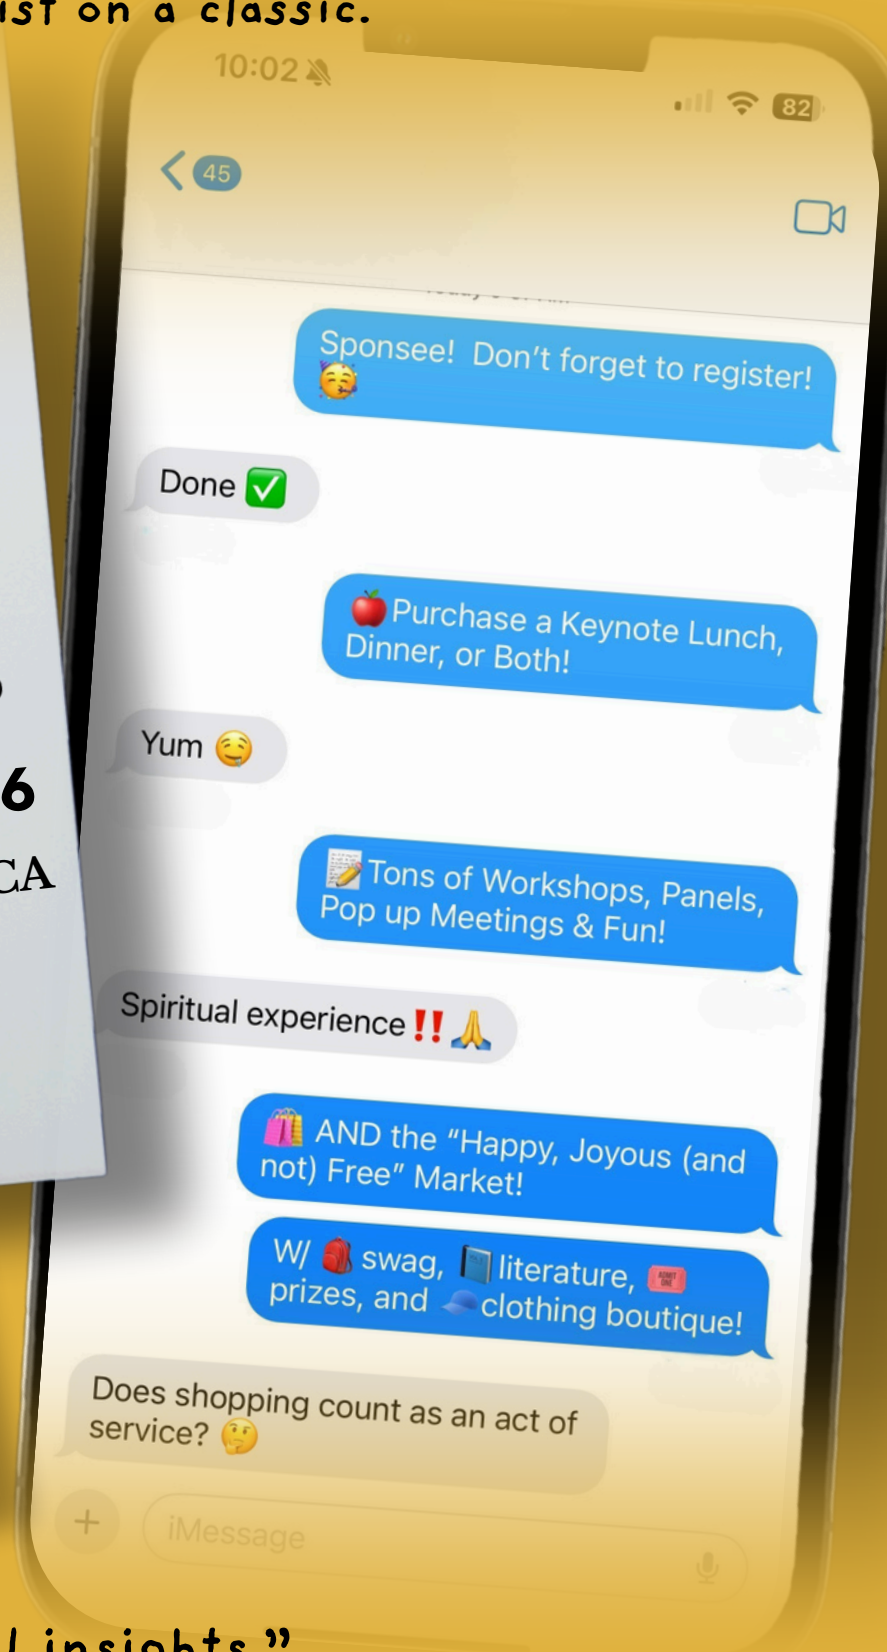 ist on a classic.
10:02
82
45
Sponsee! Don’t forget to register!
🥳
Done ✅
🍎Purchase a Keynote Lunch,
Dinner, or Both!
Yum 🤤
📝Tons of Workshops, Panels,
Pop up Meetings & Fun!
Spiritual experience‼️🙏
🛍️ AND the “Happy, Joyous (and
not) Free” Market!
W/ 🎒 swag, 📘literature, 🎟️
prizes, and 🧢clothing boutique!
Does shopping count as an act of
service? 🤔
iMessage
6
CA
l insights.”